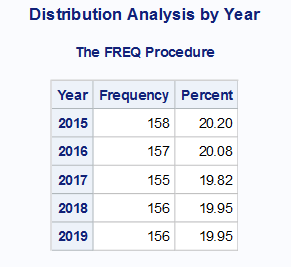 Distribution Analysis by Year
The FREQ Procedure
Year Frequency Percent
2015 158 20.20
2016 157 20.08
2017 155 19.82
2018 156 19.95
2019 156 19.95